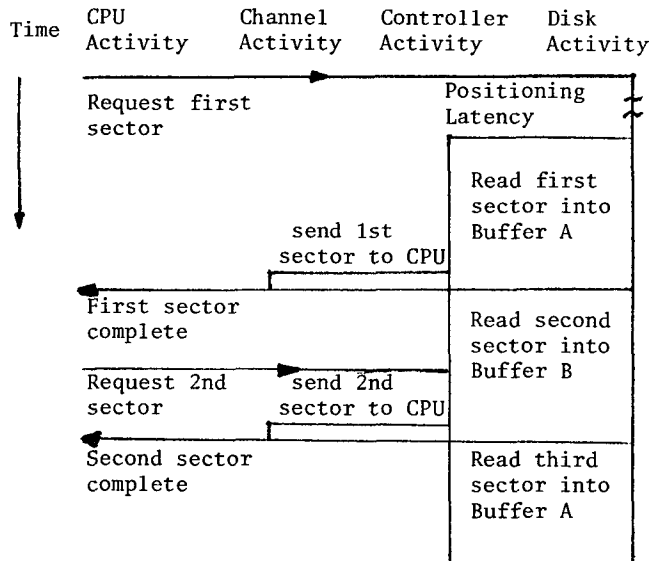 Time
CPU
Activity
Channel
Activity
Controller
Activity
Disk
Activity
Request first
sector
Positioning
Latency
Read first
sector into
Buffer A
send 1st
sector to CPU
First sector
complete
Read second
sector into
Buffer B
Request 2nd
sector
send 2nd
sector to CPU
Second sector
complete
Read third
sector into
Buffer A